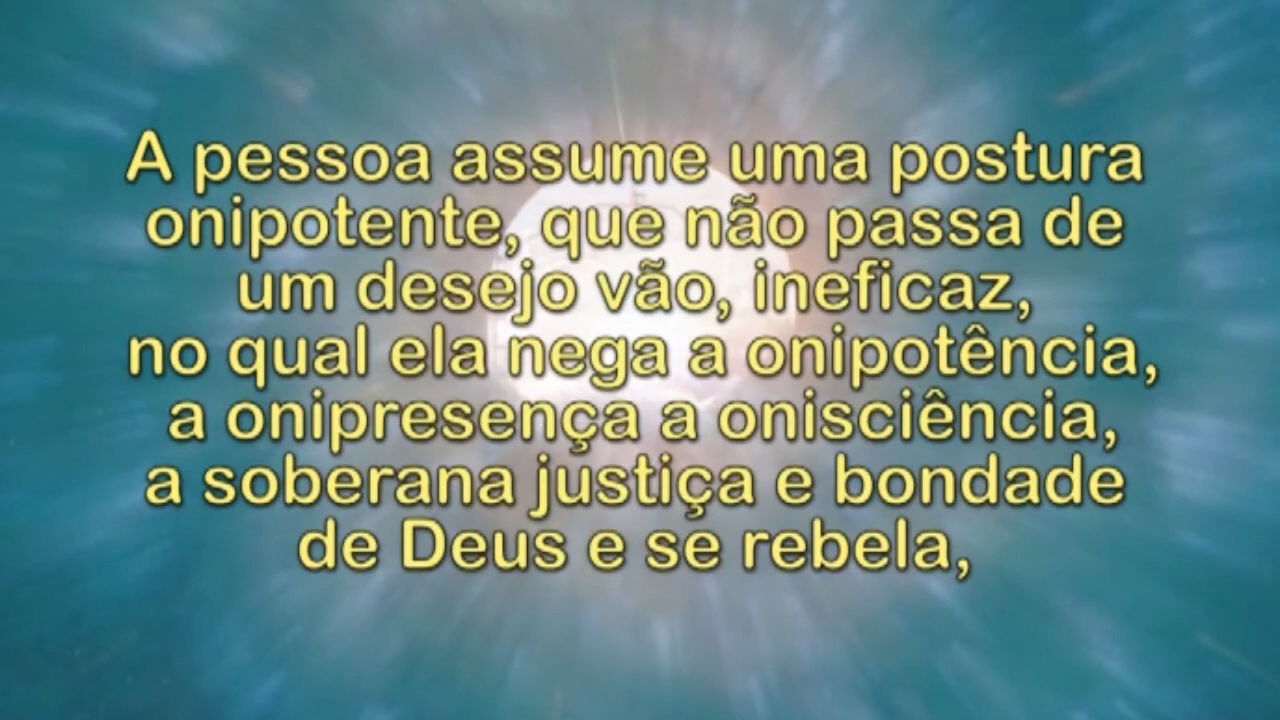 A pessoa assume uma postura
onipotente, que não passa de
um desejo vão, ineficaz,
no qual ela nega a onipotência,
a onipresença a onisciência,
a soberana justiça e bondade
de Deus e se rebela,